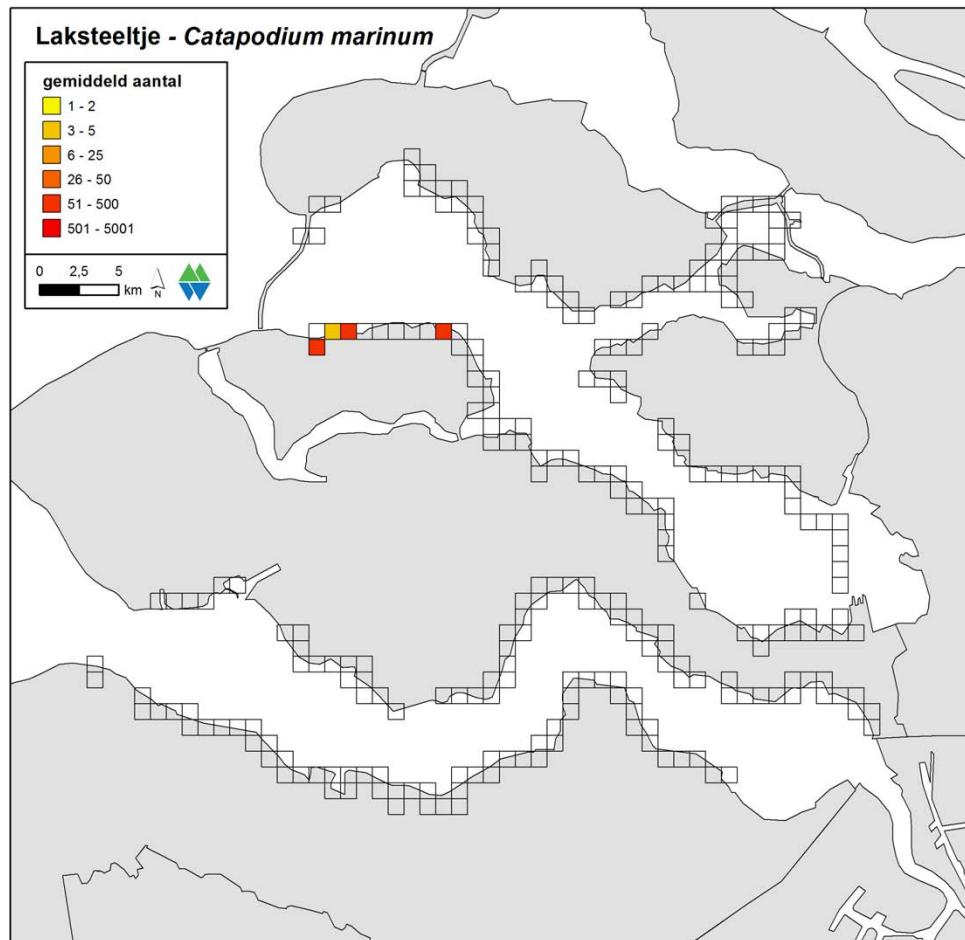 Laksteeltje - Catapodium marinum
gemiddeld aantal
1 - 2
3 - 5
6 - 25
26 - 50
51 - 500
501 - 5001
0 2,5 5
km
N